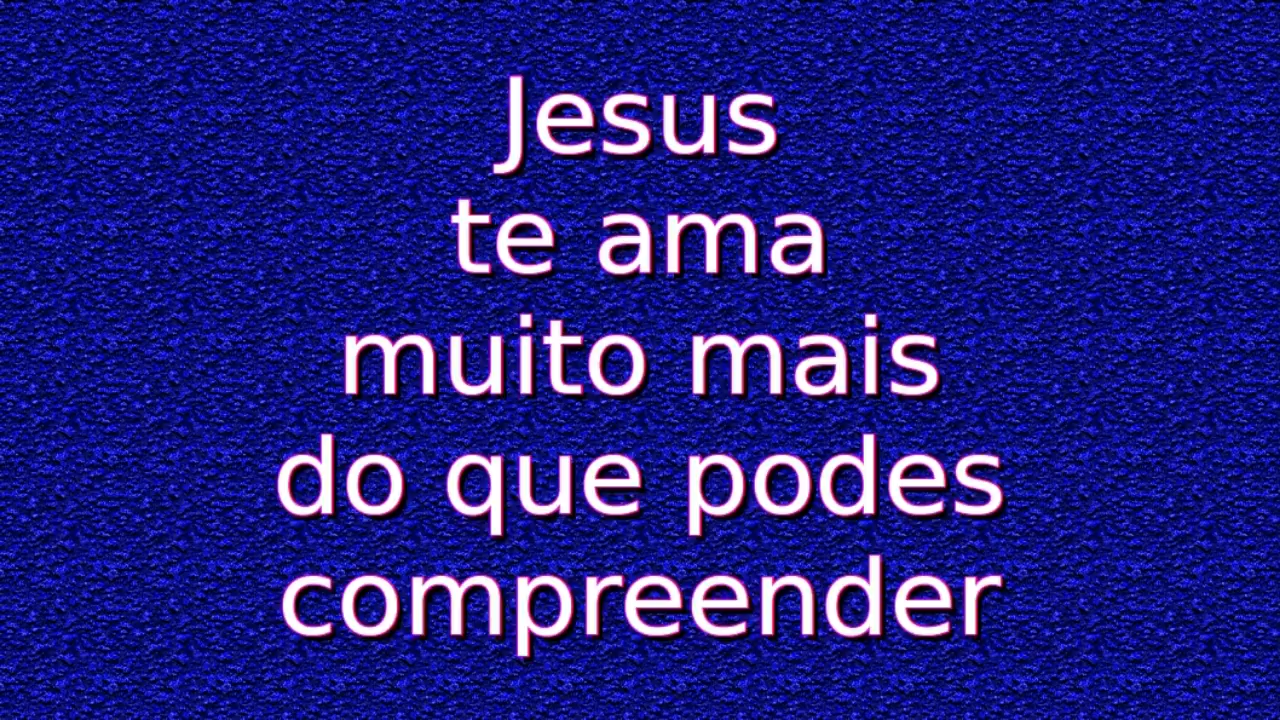 Jesus
te ama
muito mais
do que podes
compreender